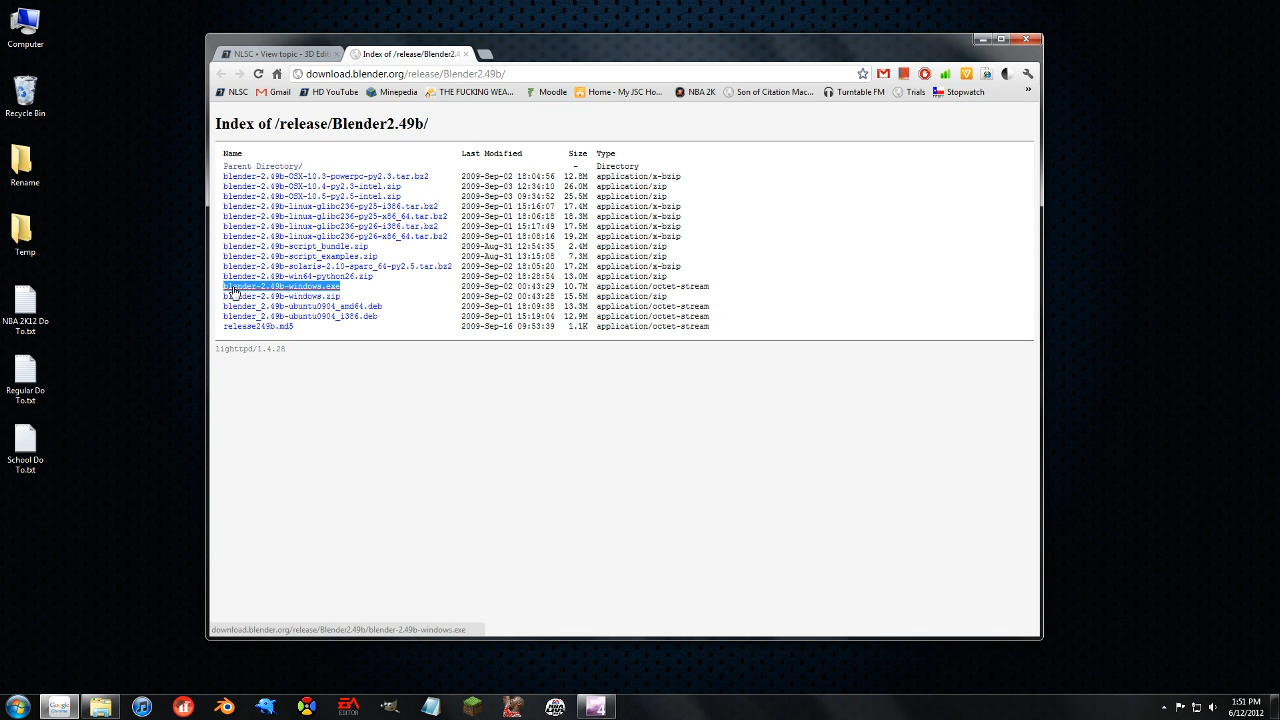 Computer
Recycle Bin
Rename
Temp
NBA 2K12 Do
To.txt
Regular Do
To.txt
School Do
To.txt
NLSC • View topic - 3D Edit
Index of /release/Blender2.4
download.blender.org/release/Blender2.49b/
NLSC
Gmail
HD YouTube
Minepedia
THE FUCKING WEA...
Moodle
Home - My JSC Ho...
NBA 2K
Son of Citation Mac...
Turntable FM
Trials
Stopwatch
»
Index of /release/Blender2.49b/
Name Last Modified Size Type
Parent Directory/ - Directory
blender-2.49b-OSX-10.3-powerpc-py2.3.tar.bz2 2009-Sep-02 18:04:56 12.8M application/x-bzip
blender-2.49b-OSX-10.4-py2.3-intel.zip 2009-Sep-03 12:34:10 26.0M application/zip
blender-2.49b-OSX-10.5-py2.5-intel.zip 2009-Sep-03 09:34:52 25.5M application/zip
blender-2.49b-linux-glibc236-py25-i386.tar.bz2 2009-Sep-01 15:16:07 17.4M application/x-bzip
blender-2.49b-linux-glibc236-py25-x86_64.tar.bz2 2009-Sep-01 18:06:18 18.3M application/x-bzip
blender-2.49b-linux-glibc236-py26-i386.tar.bz2 2009-Sep-01 15:17:49 17.5M application/x-bzip
blender-2.49b-linux-glibc236-py26-x86_64.tar.bz2 2009-Sep-01 18:08:16 19.2M application/x-bzip
blender-2.49b-script_bundle.zip 2009-Aug-31 12:54:35 2.4M application/zip
blender-2.49b-script_examples.zip 2009-Aug-31 13:15:08 7.3M application/zip
blender-2.49b-solaris-2.10-sparc_64-py2.5.tar.bz2 2009-Sep-02 18:05:20 17.2M application/x-bzip
blender-2.49b-win64-python26.zip 2009-Sep-02 18:28:54 13.0M application/zip
blender-2.49b-windows.exe 2009-Sep-02 00:43:29 10.7M application/octet-stream
blender-2.49b-windows.zip 2009-Sep-02 00:43:28 15.5M application/zip
blender_2.49b-ubuntu0904_amd64.deb 2009-Sep-01 18:09:38 13.3M application/octet-stream
blender_2.49b-ubuntu0904_i386.deb 2009-Sep-01 15:19:04 12.9M application/octet-stream
release249b.md5 2009-Sep-16 09:53:39 1.1K application/octet-stream
lighttpd/1.4.28
download.blender.org/release/Blender2.49b/blender-2.49b-windows.exe
Google
EA
EDITOR
1:51 PM
6/12/2012